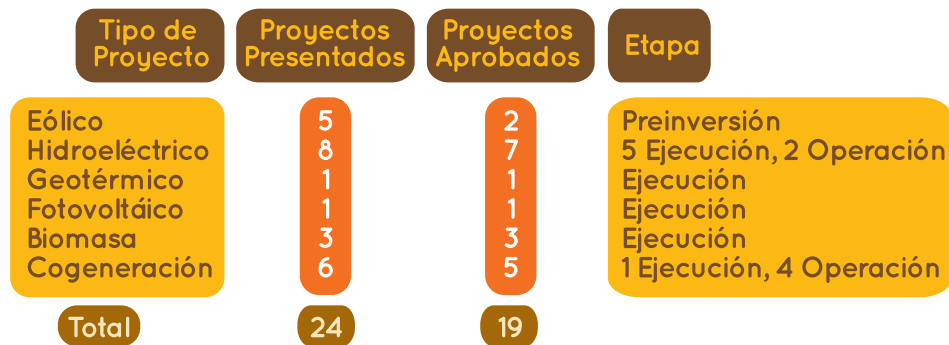 Tipo de Proyecto Proyectos Presentados Proyectos Aprobados Etapa
Eólico 5 2 Preinversión
Hidroeléctrico 8 7 5 Ejecución, 2 Operación
Geotérmico 1 1 Ejecución
Fotovoltáico 1 1 Ejecución
Biomasa 3 3 Ejecución
Cogeneración 6 5 1 Ejecución, 4 Operación
Total 24 19